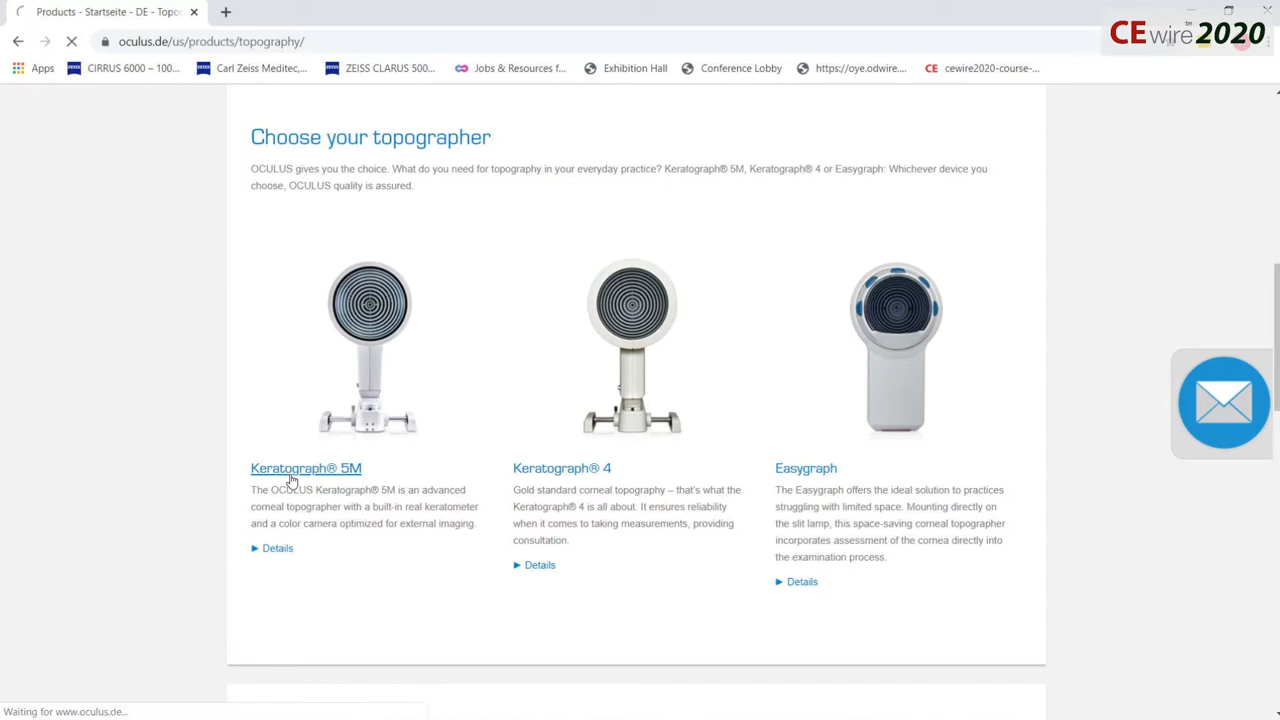 Products - Startseite - DE - Topo
oculus.de/us/products/topography/
CEwire2020™
Apps CIRRUS 6000 – 100... Carl Zeiss Meditec,... ZEISS CLARUS 500... Jobs & Resources f... Exhibition Hall Conference Lobby https://oye.odwire.... CE cewire2020-course-...
Choose your topographer
OCULUS gives you the choice. What do you need for topography in your everyday practice? Keratograph® 5M, Keratograph® 4 or Easygraph: Whichever device you
choose, OCULUS quality is assured.
Keratograph® 5M
The OCULUS Keratograph® 5M is an advanced
corneal topographer with a built-in real keratometer
and a color camera optimized for external imaging.
► Details
Keratograph® 4
Gold standard corneal topography – that's what the
Keratograph® 4 is all about. It ensures reliability
when it comes to taking measurements, providing
consultation.
► Details
Easygraph
The Easygraph offers the ideal solution to practices
struggling with limited space. Mounting directly on
the slit lamp, this space-saving corneal topographer
incorporates assessment of the cornea directly into
the examination process.
► Details
Waiting for www.oculus.de...